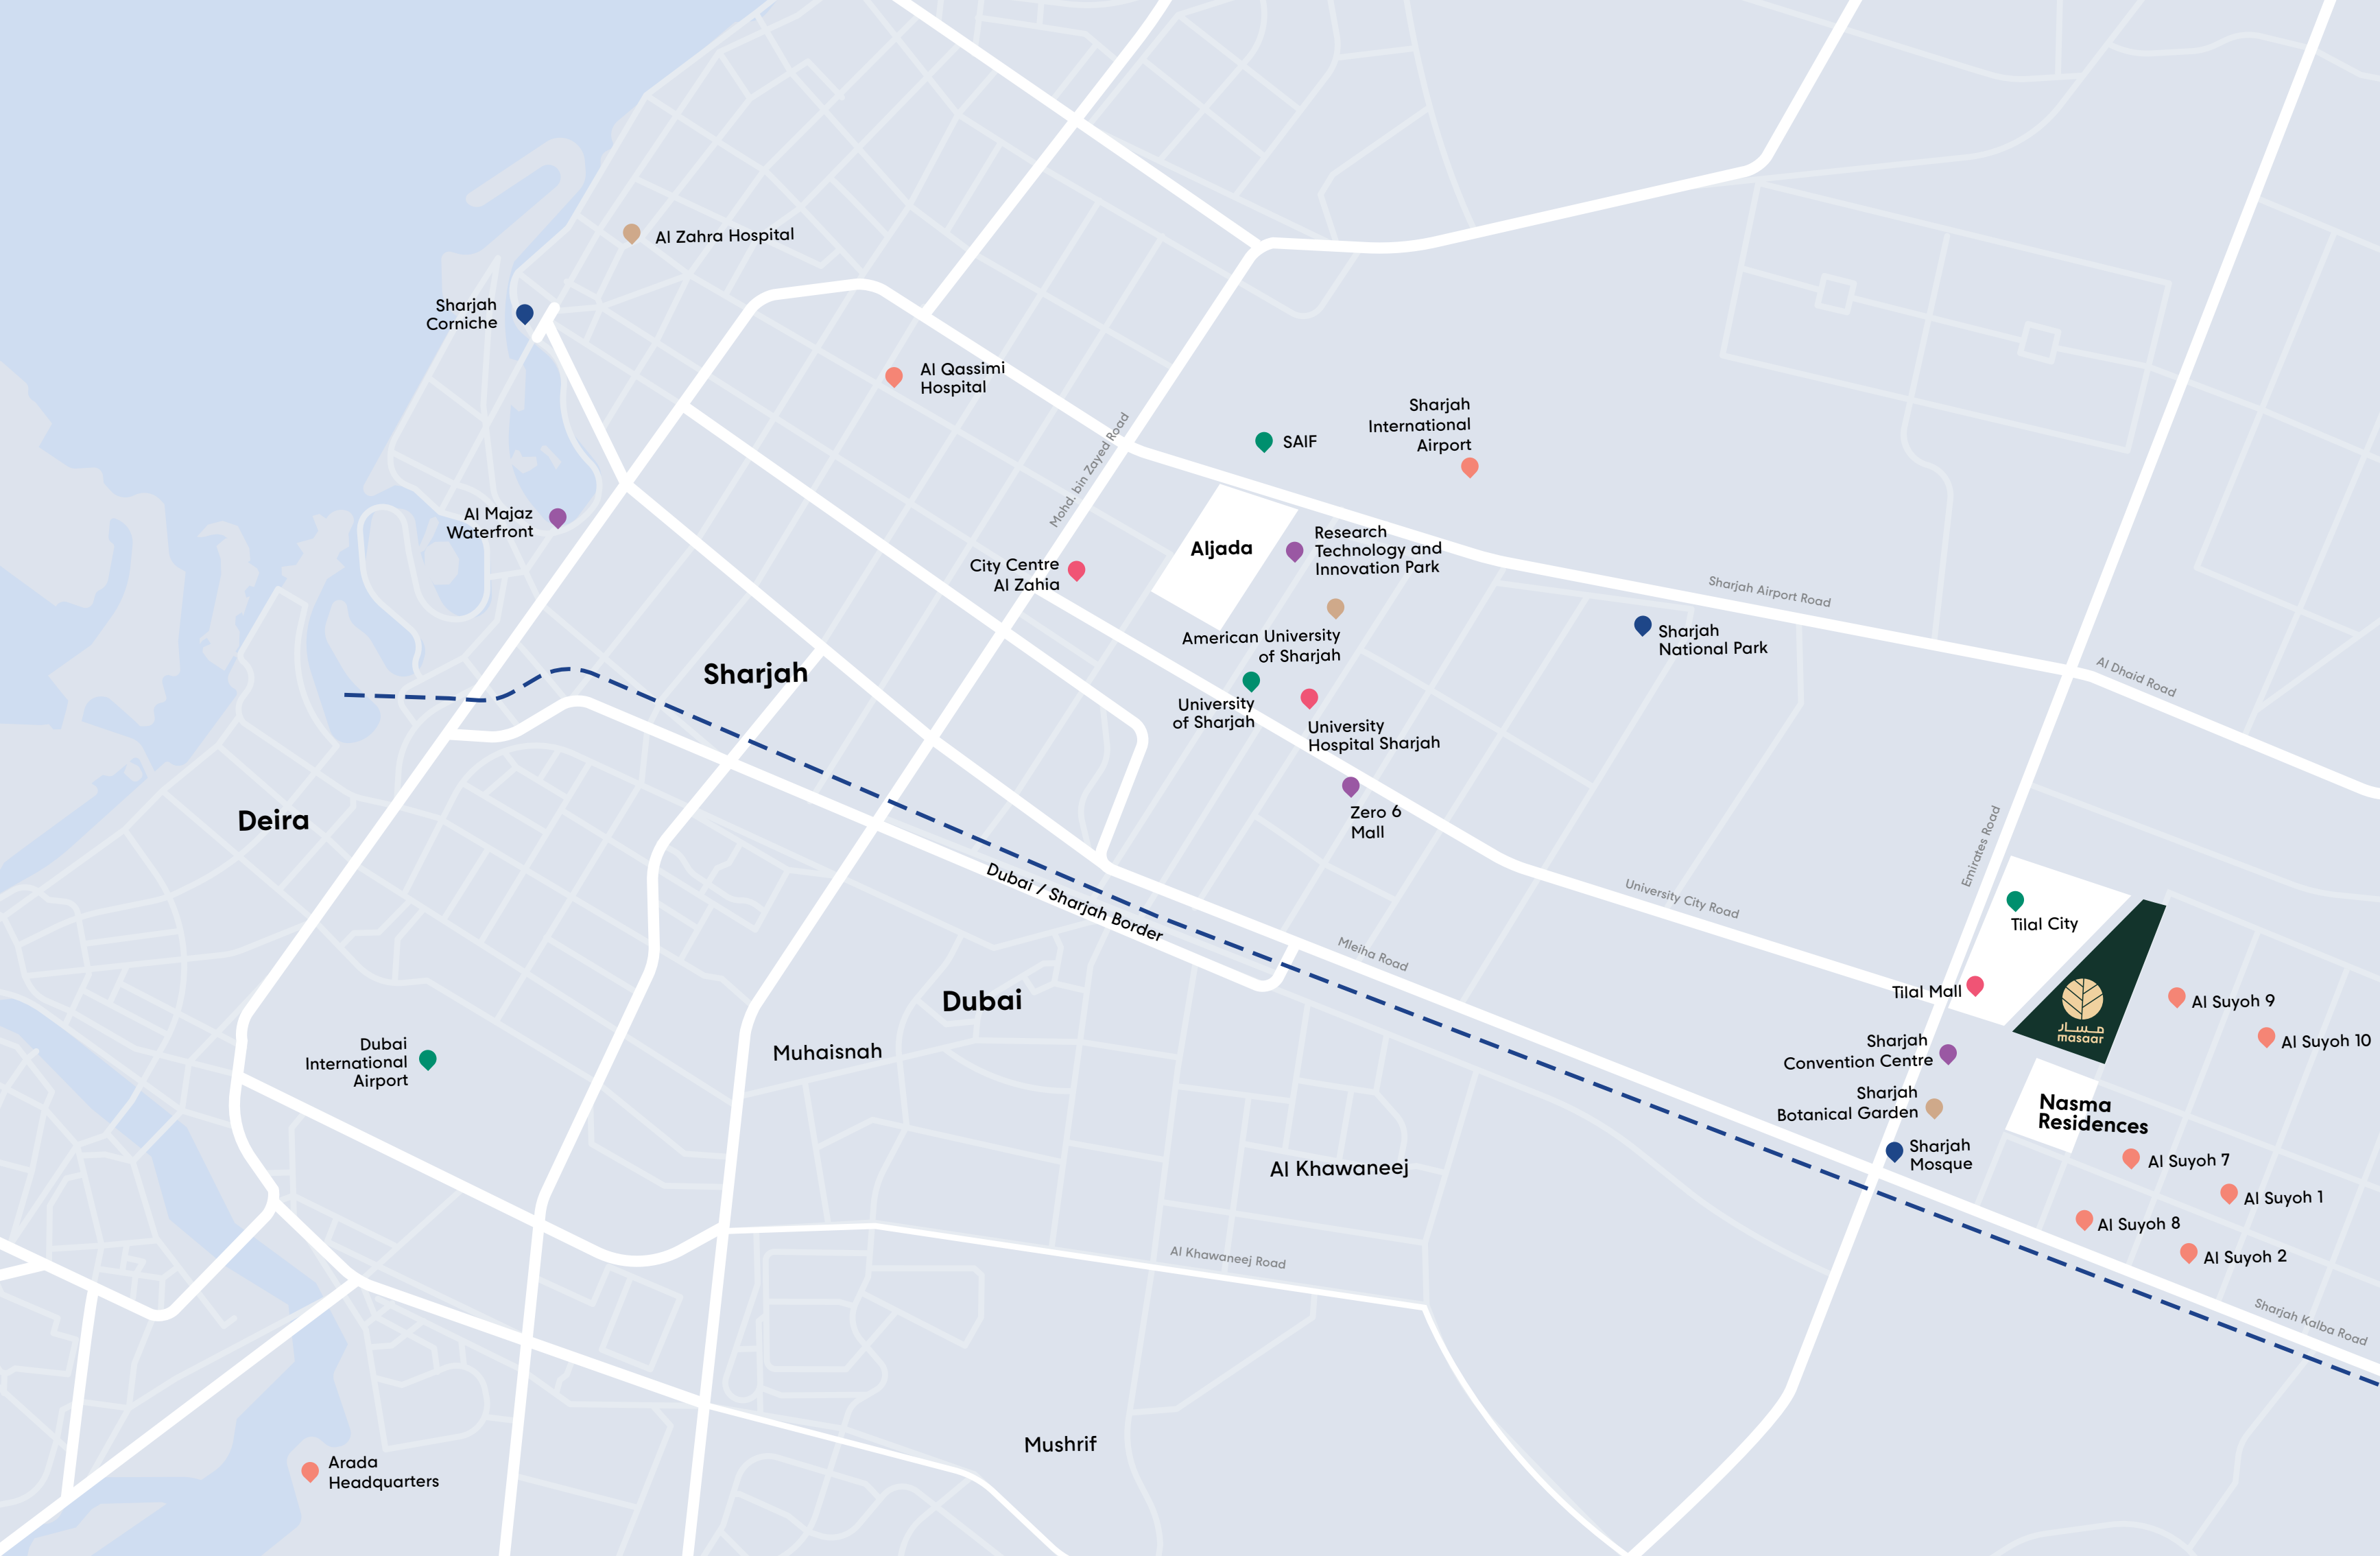 Al Zahra Hospital
Sharjah
Corniche
Al Qassimi
Hospital
Mohd. bin Zayed Road
SAIF
Sharjah
International
Airport
Al Majaz
Waterfront
City Centre
Al Zahia
Aljada
Research
Technology and
Innovation Park
American University
of Sharjah
Sharjah Airport Road
Sharjah
National Park
Al Dhaid Road
Sharjah
University
of Sharjah
University
Hospital Sharjah
Zero 6
Mall
Deira
Dubai / Sharjah Border
University City Road
Emirates Road
Mleiha Road
Tilal City
Tilal Mall
مسار
masaar
Al Suyoh 9
Al Suyoh 10
Dubai
Muhaisnah
Dubai
International
Airport
Sharjah
Convention Centre
Sharjah
Botanical Garden
Nasma
Residences
Sharjah
Mosque
Al Suyoh 7
Al Suyoh 1
Al Suyoh 8
Al Suyoh 2
Al Khawaneej
Al Khawaneej Road
Sharjah Kalba Road
Mushrif
Arada
Headquarters